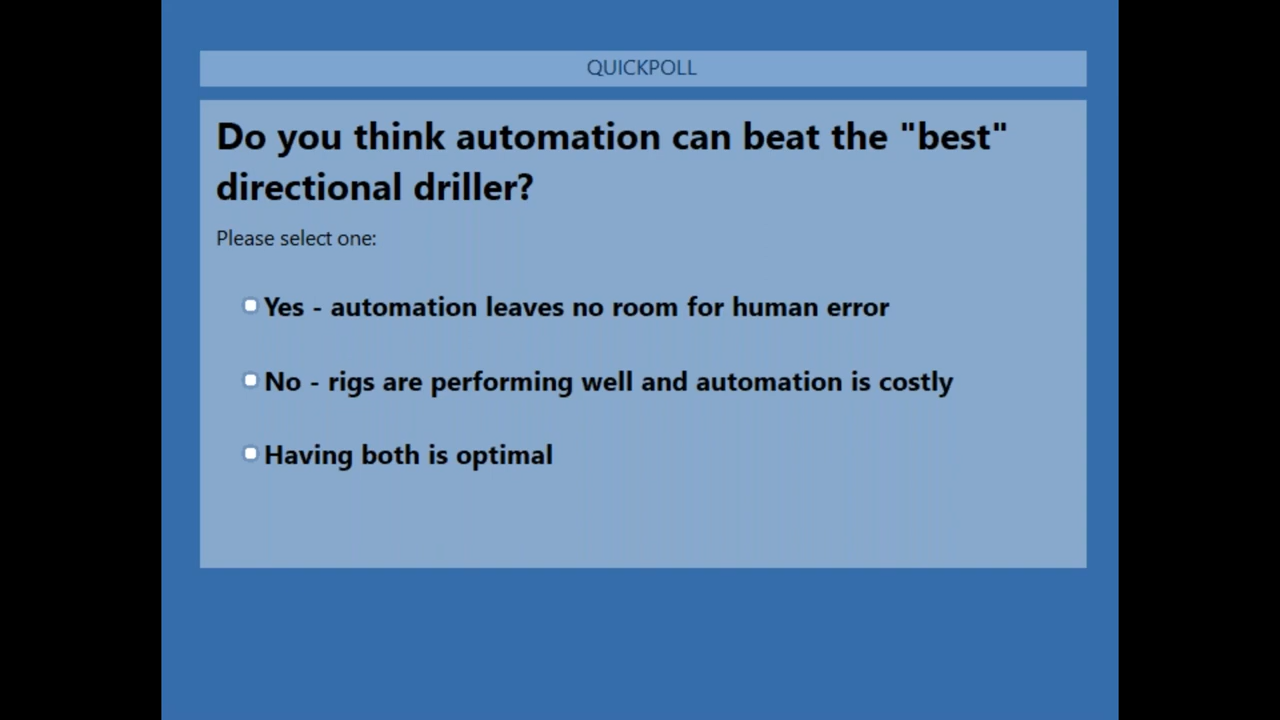 QUICKPOLL
Do you think automation can beat the "best"
directional driller?
Please select one:
Yes - automation leaves no room for human error
No - rigs are performing well and automation is costly
Having both is optimal